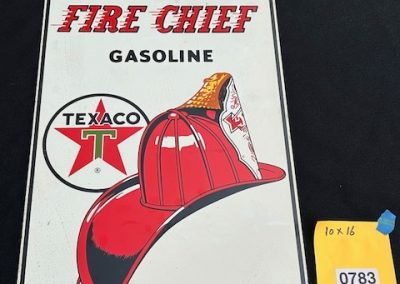 FIRE CHIEF
GASOLINE
TEXACO
T
®
10 x 16
0783